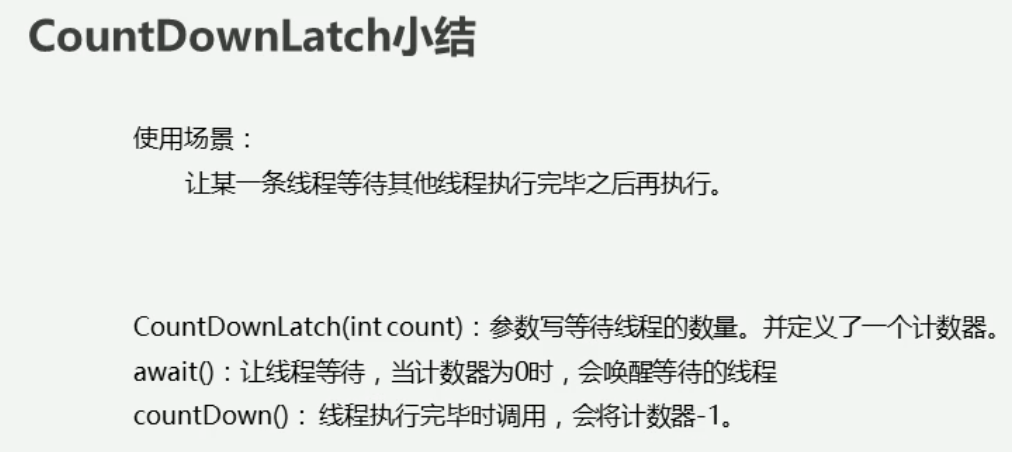 CountDownLatch小结
使用场景：
让某一条线程等待其他线程执行完毕之后再执行。
CountDownLatch(int count)：参数写等待线程的数量。并定义了一个计数器。
await()：让线程等待，当计数器为0时，会唤醒等待的线程
countDown()：线程执行完毕时调用，会将计数器-1。